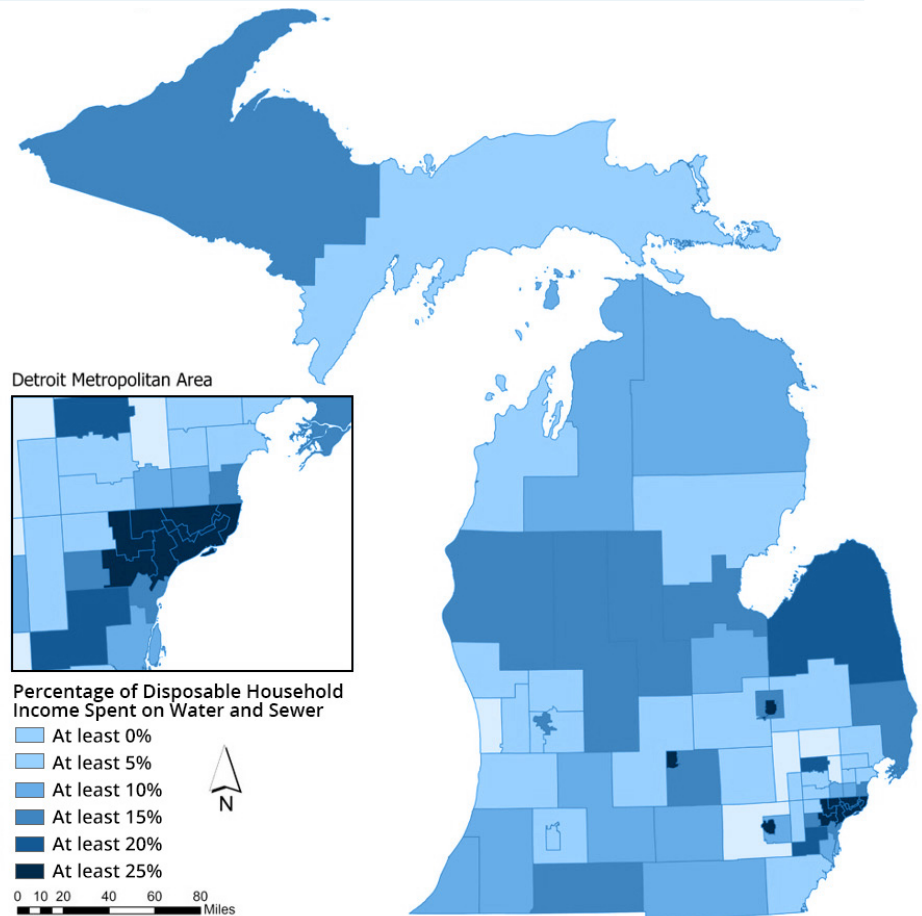 Detroit Metropolitan Area
Percentage of Disposable Household
Income Spent on Water and Sewer
At least 0%
At least 5%
At least 10%
At least 15%
At least 20%
At least 25%
N
0 10 20 40 60 80
Miles